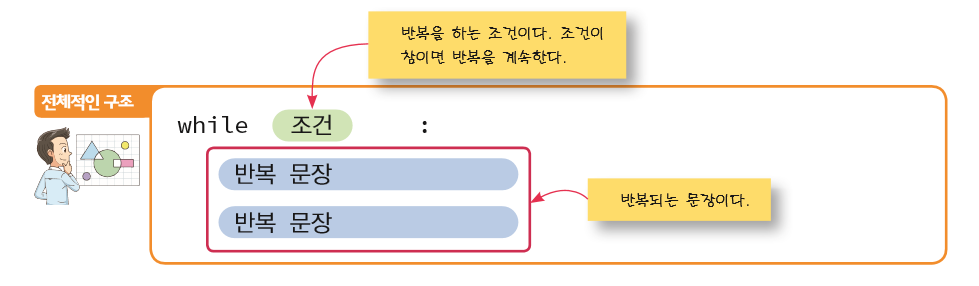 반복을 하는 조건이다. 조건이
참이면 반복을 계속한다.
전체적인 구조
while 조건 :
반복 문장
반복 문장
반복되는 문장이다.